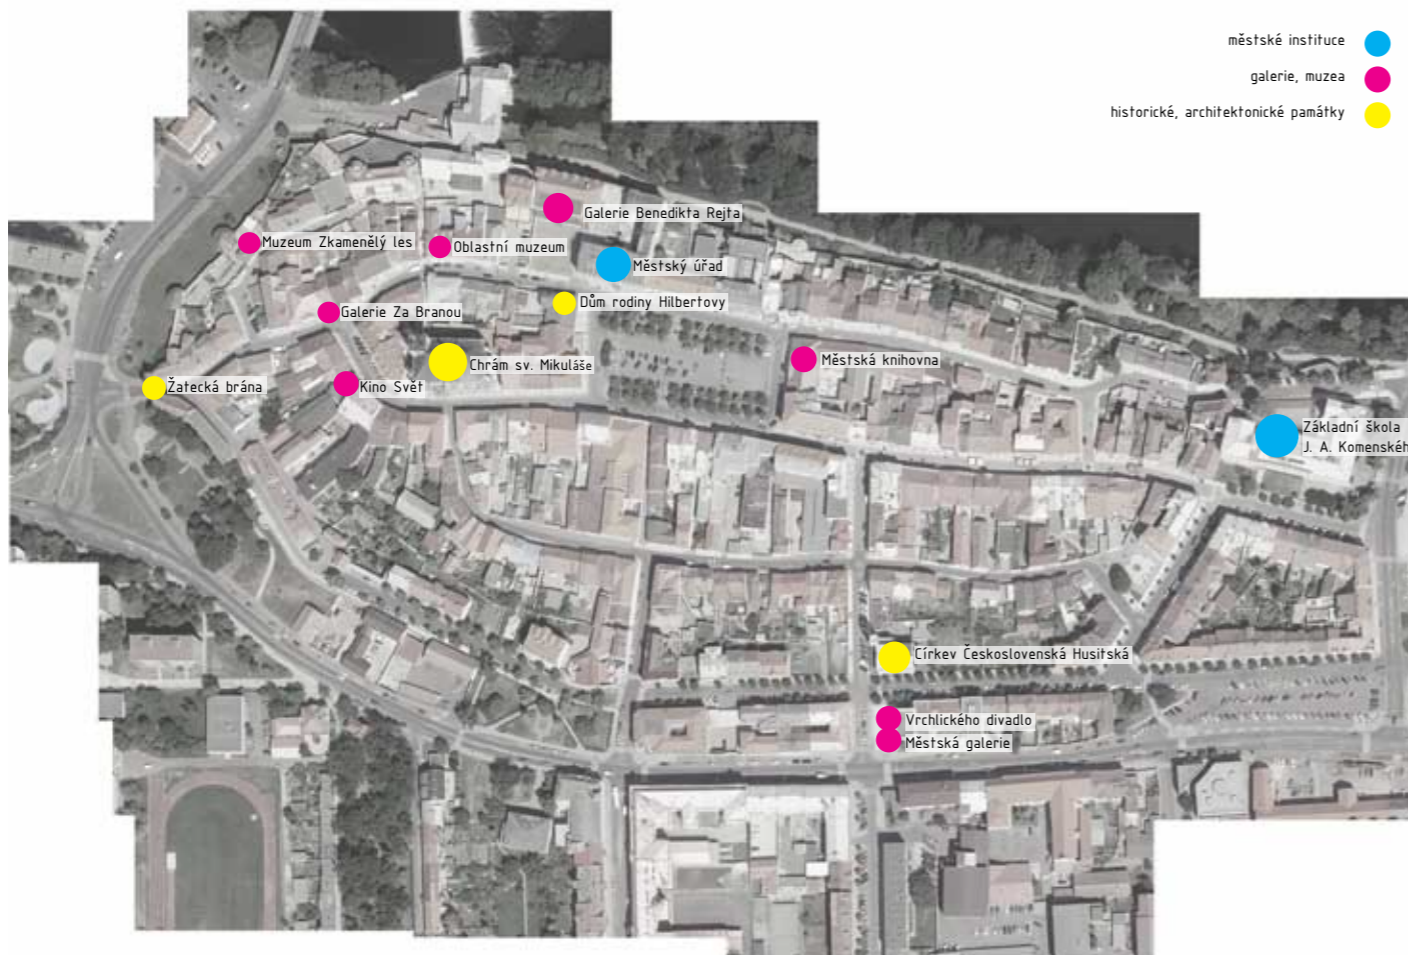 městské instituce
galerie, muzea
historické, architektonické památky
Galerie Benedikta Rejta
Muzeum Zkamenělý les
Oblastní muzeum
Městský úřad
Dům rodiny Hilbertovy
Galerie Za Branou
Městská knihovna
Chrám sv. Mikuláše
Žatecká brána
Kino Svět
Základní škola
J. A. Komenskéh
Církev Československá Husitská
Vrchlického divadlo
Městská galerie